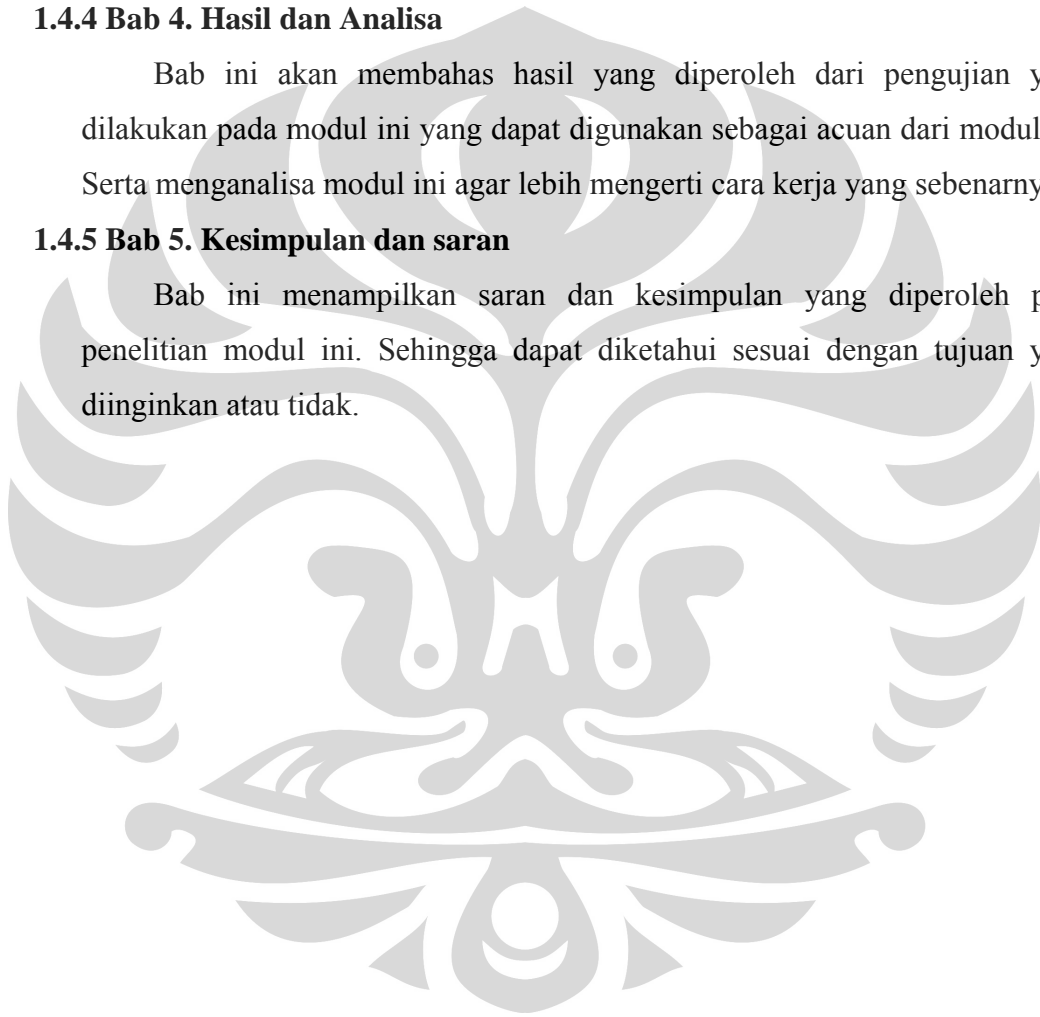 1.4.4 Bab 4. Hasil dan Analisa
Bab ini akan membahas hasil yang diperoleh dari pengujian y
dilakukan pada modul ini yang dapat digunakan sebagai acuan dari modul
Serta menganalisa modul ini agar lebih mengerti cara kerja yang sebenarny
1.4.5 Bab 5. Kesimpulan dan saran
Bab ini menampilkan saran dan kesimpulan yang diperoleh p
penelitian modul ini. Sehingga dapat diketahui sesuai dengan tujuan y
diinginkan atau tidak.